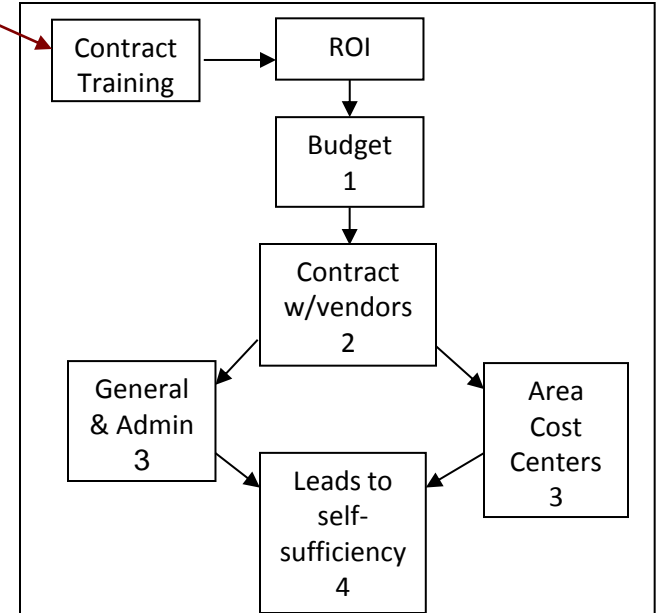 Contract
Training
ROI
Budget
1
Contract
w/vendors
2
General
& Admin
3
Area
Cost
Centers
3
Leads to
self-
sufficiency
4